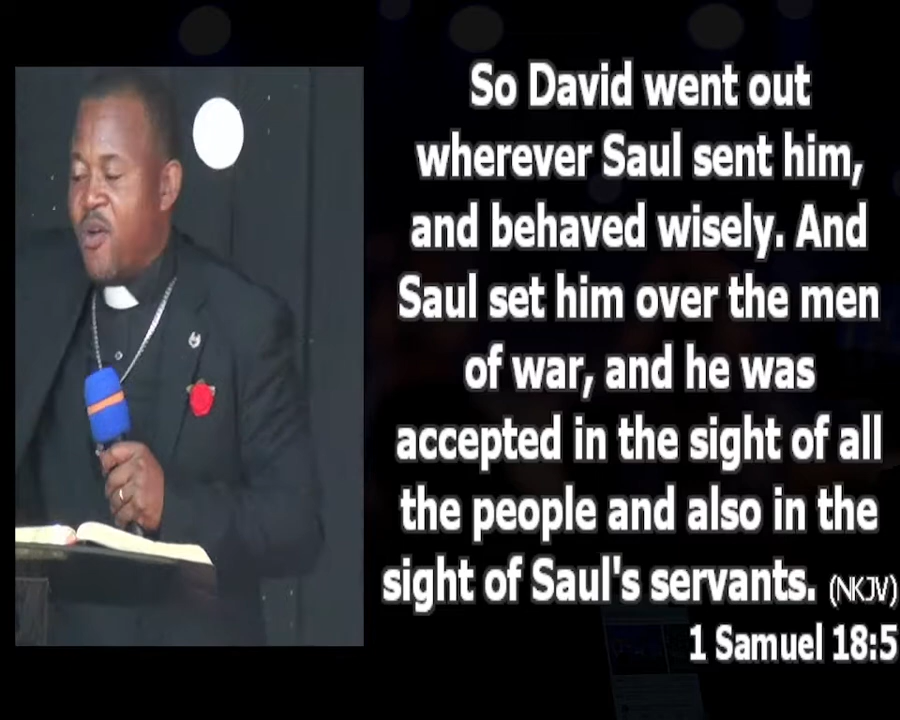 So David went out
wherever Saul sent him,
and behaved wisely. And
Saul set him over the men
of war, and he was
accepted in the sight of all
the people and also in the
sight of Saul's servants. (NKJV)
1 Samuel 18:5